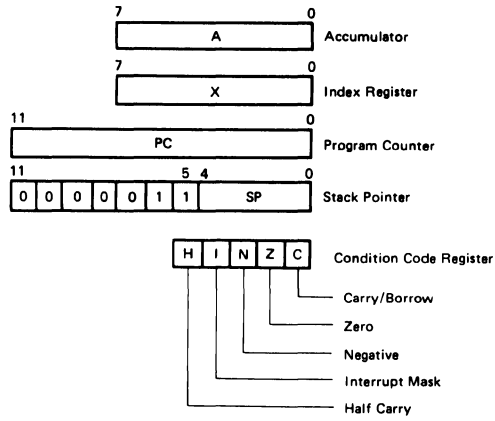 7 0
A Accumulator
7 0
X Index Register
11 0
PC Program Counter
11 5 4 0
0 0 0 0 0 1 1 SP Stack Pointer
H I N Z C Condition Code Register
Carry/Borrow
Zero
Negative
Interrupt Mask
Half Carry